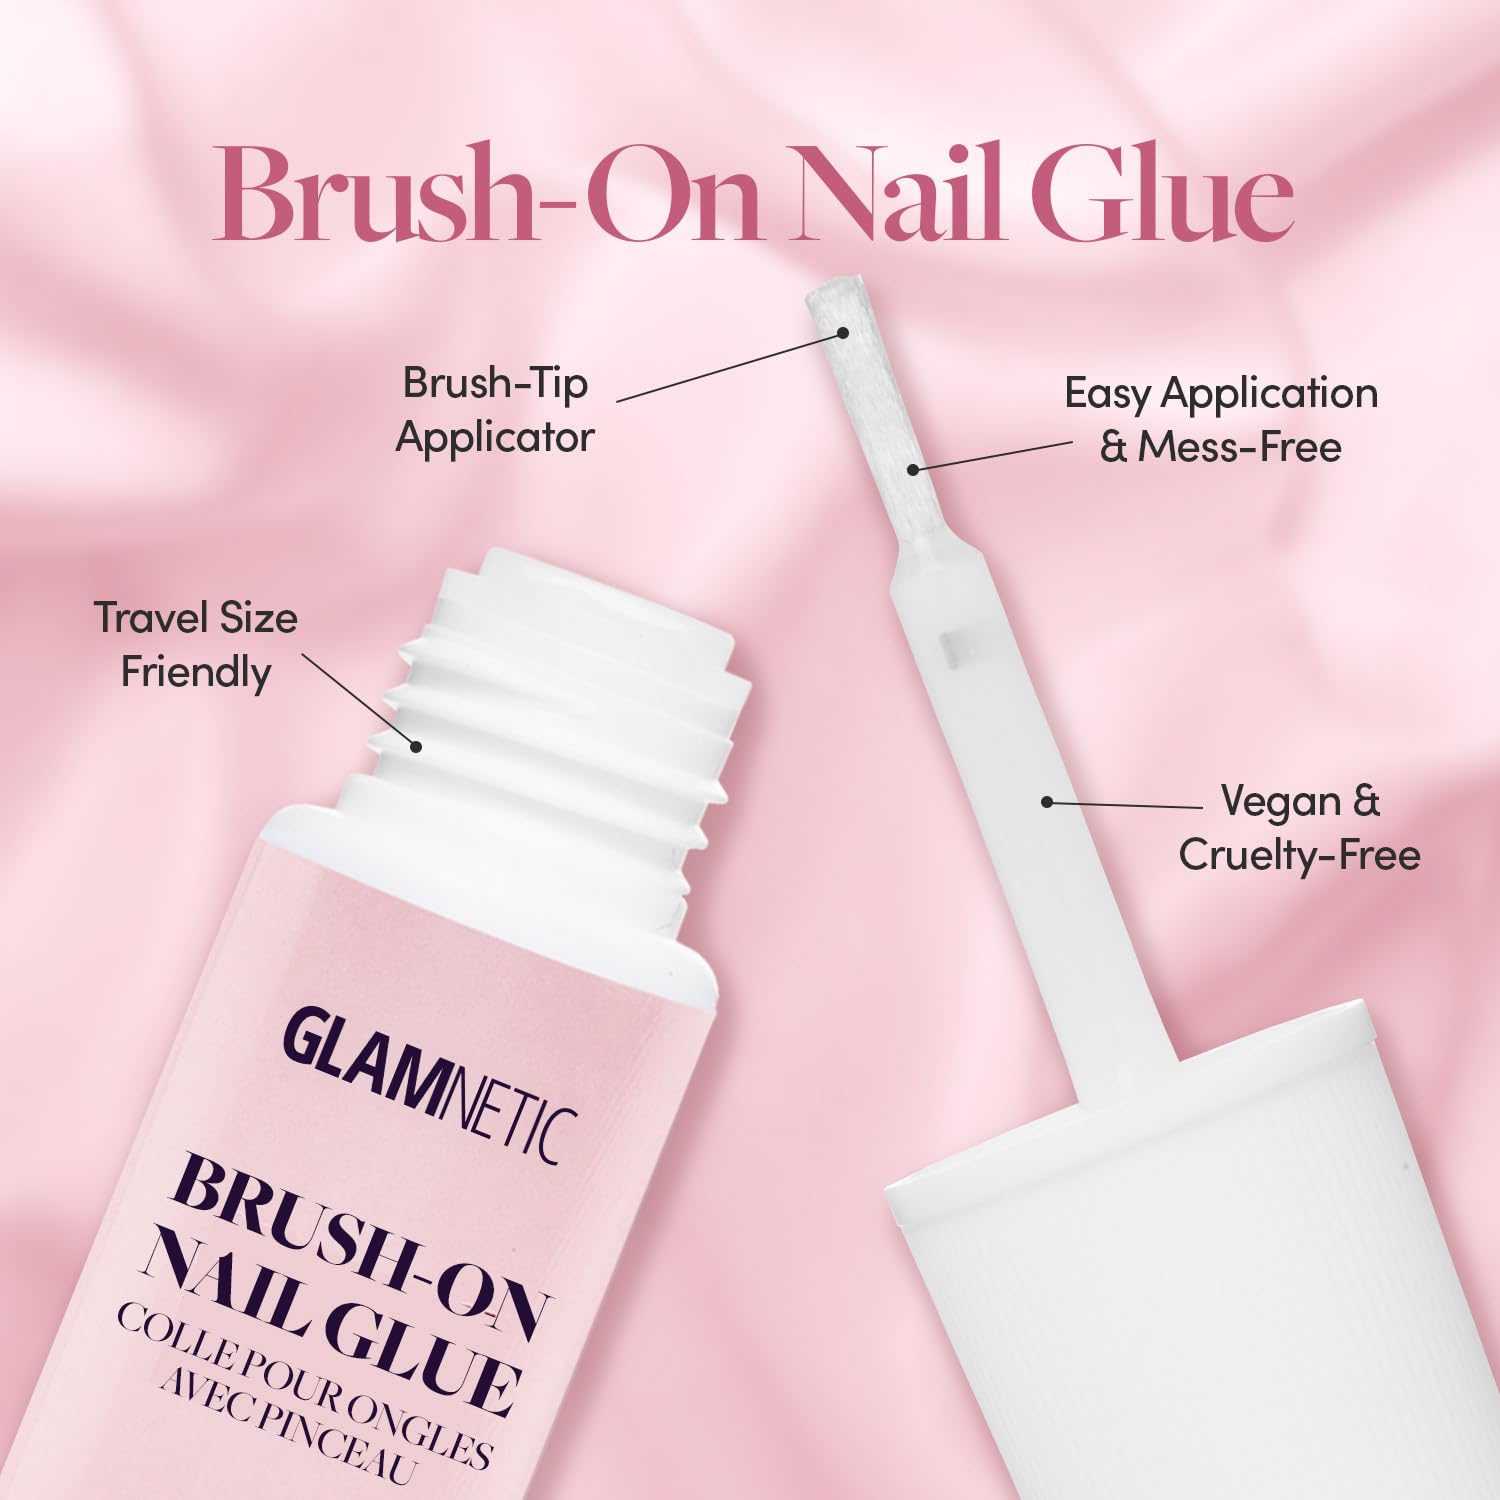 Brush-On Nail Glue
Brush-Tip
Applicator
Easy Application
& Mess-Free
Travel Size
Friendly
Vegan &
Cruelty-Free
GLAMNETIC
BRUSH-ON
NAIL GLUE
COLLE POUR ONGLES
AVEC PINCEAU